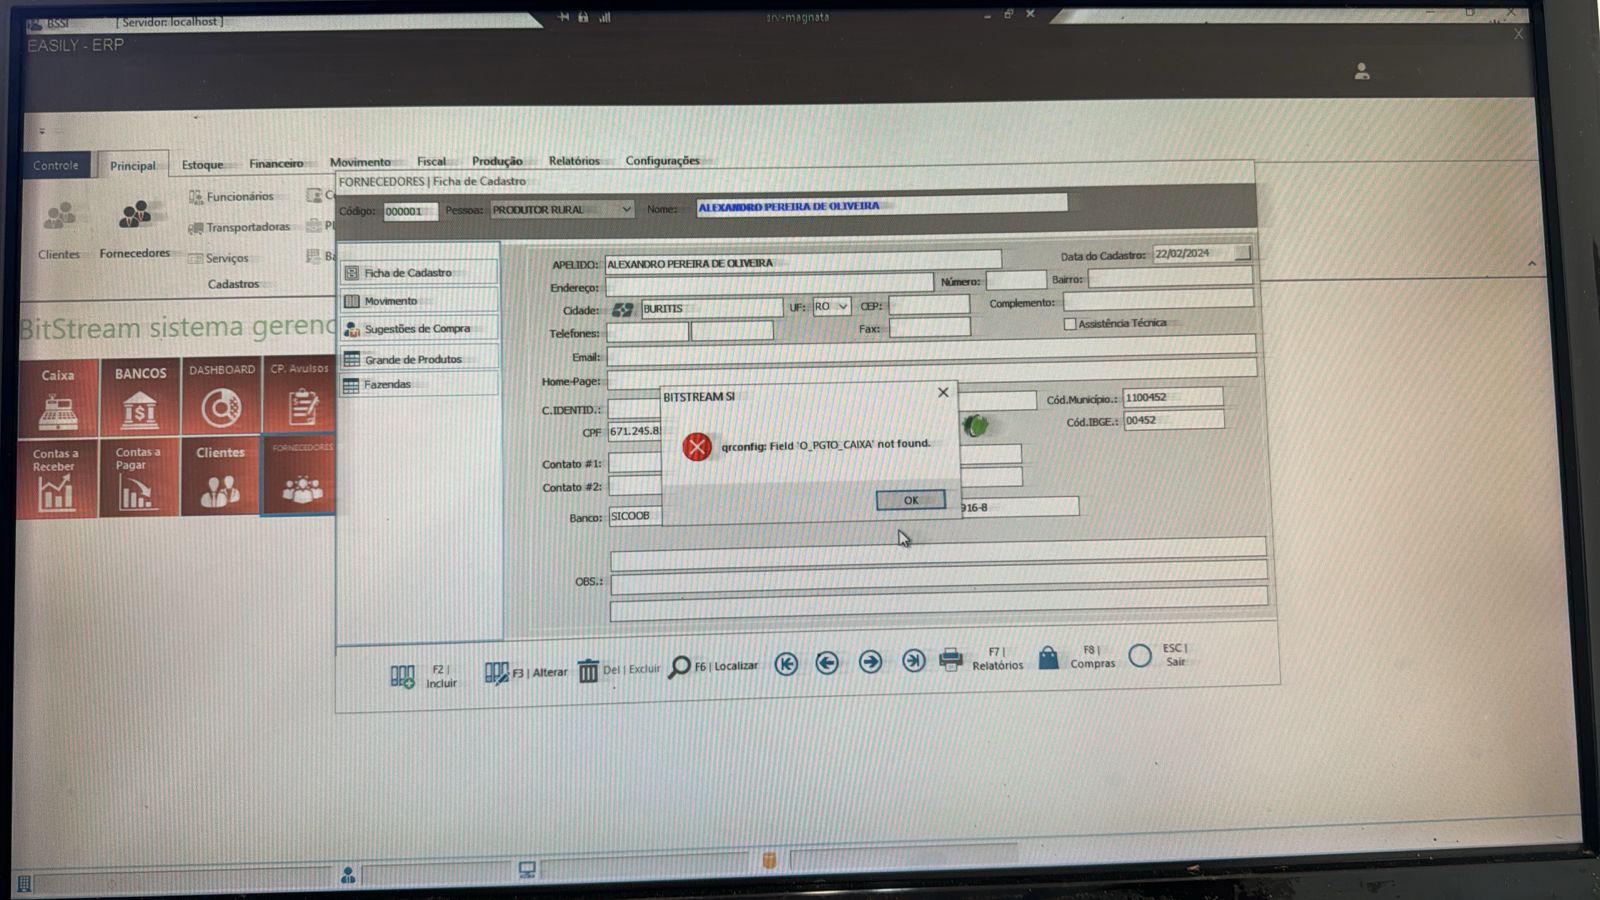 BSSI [ Servidor: localhost ] srv-magnata
EASILY - ERP
Controle Principal Estoque Financeiro Movimento Fiscal Produção Relatórios Configurações
Clientes Fornecedores
Funcionários
Transportadoras
Serviços
Cadastros
FORNECEDORES | Ficha de Cadastro
Código: 000001 Pessoa: PRODUTOR RURAL Nome: ALEXANDRO PEREIRA DE OLIVEIRA
Ficha de Cadastro
Movimento
Sugestões de Compra
Grande de Produtos
Fazendas
APELIDO: ALEXANDRO PEREIRA DE OLIVEIRA Data do Cadastro: 22/02/2024
Endereço: Número: Bairro:
Cidade: BURITIS UF: RO CEP: Complemento:
Telefones: Fax: Assistência Técnica
Email:
Home-Page:
C.IDENTID.: Cód.Município.: 1100452
CPF 671.245.8 Cód.IBGE.: 00452
Contato #1:
Contato #2:
Banco: SICOOB 916-8
OBS.:
BITSTREAM SI
qrconfig: Field 'O_PGTO_CAIXA' not found.
OK
F2 | Incluir F3 | Alterar Del | Excluir F6 | Localizar F7 | Relatórios F8 | Compras ESC | Sair
BitStream sistema gerenc
Caixa BANCOS DASHBOARD CP. Avulsos
Contas a Receber Contas a Pagar Clientes FORNECEDORES